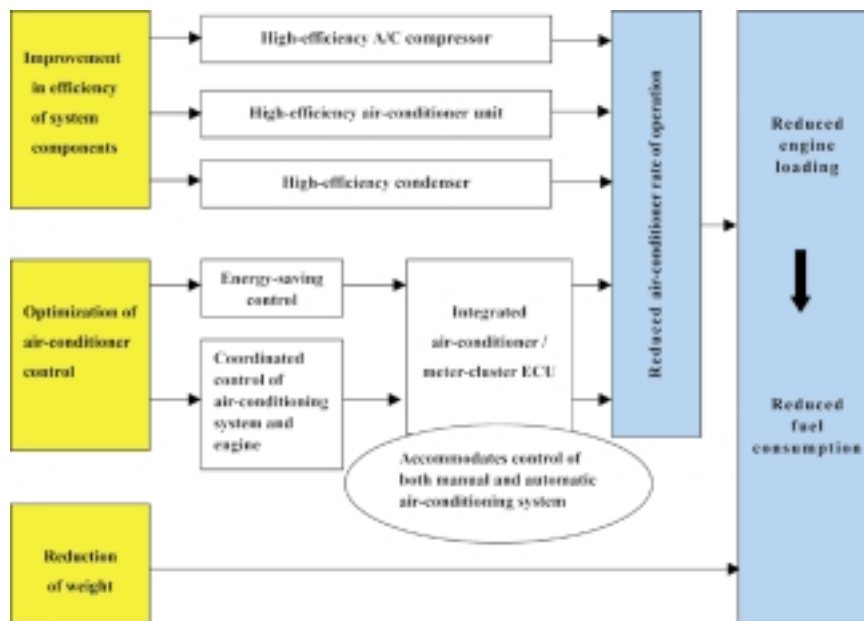 Improvement
in efficiency
of system
components
High-efficiency A/C compressor
High-efficiency air-conditioner unit
High-efficiency condenser
Optimization of
air-conditioner
control
Energy-saving
control
Coordinated
control of
air-conditioning
system and
engine
Integrated
air-conditioner /
meter-cluster ECU
Accommodates control of
both manual and automatic
air-conditioning system
Reduction
of weight
Reduced air-conditioner rate of operation
Reduced
engine
loading
Reduced
fuel
consumption